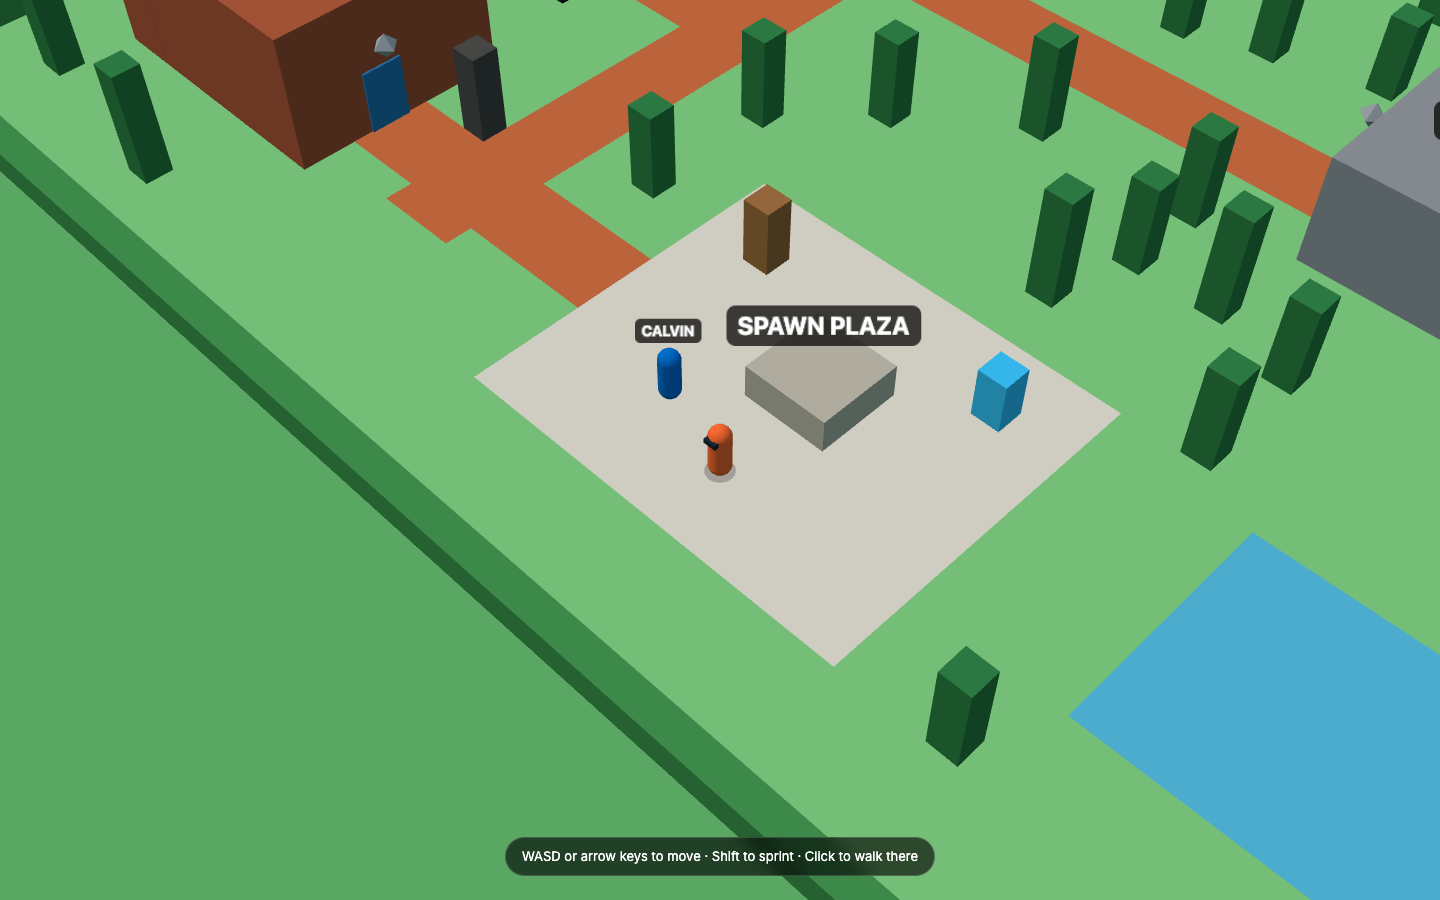 CALVIN
SPAWN PLAZA
WASD or arrow keys to move · Shift to sprint · Click to walk there